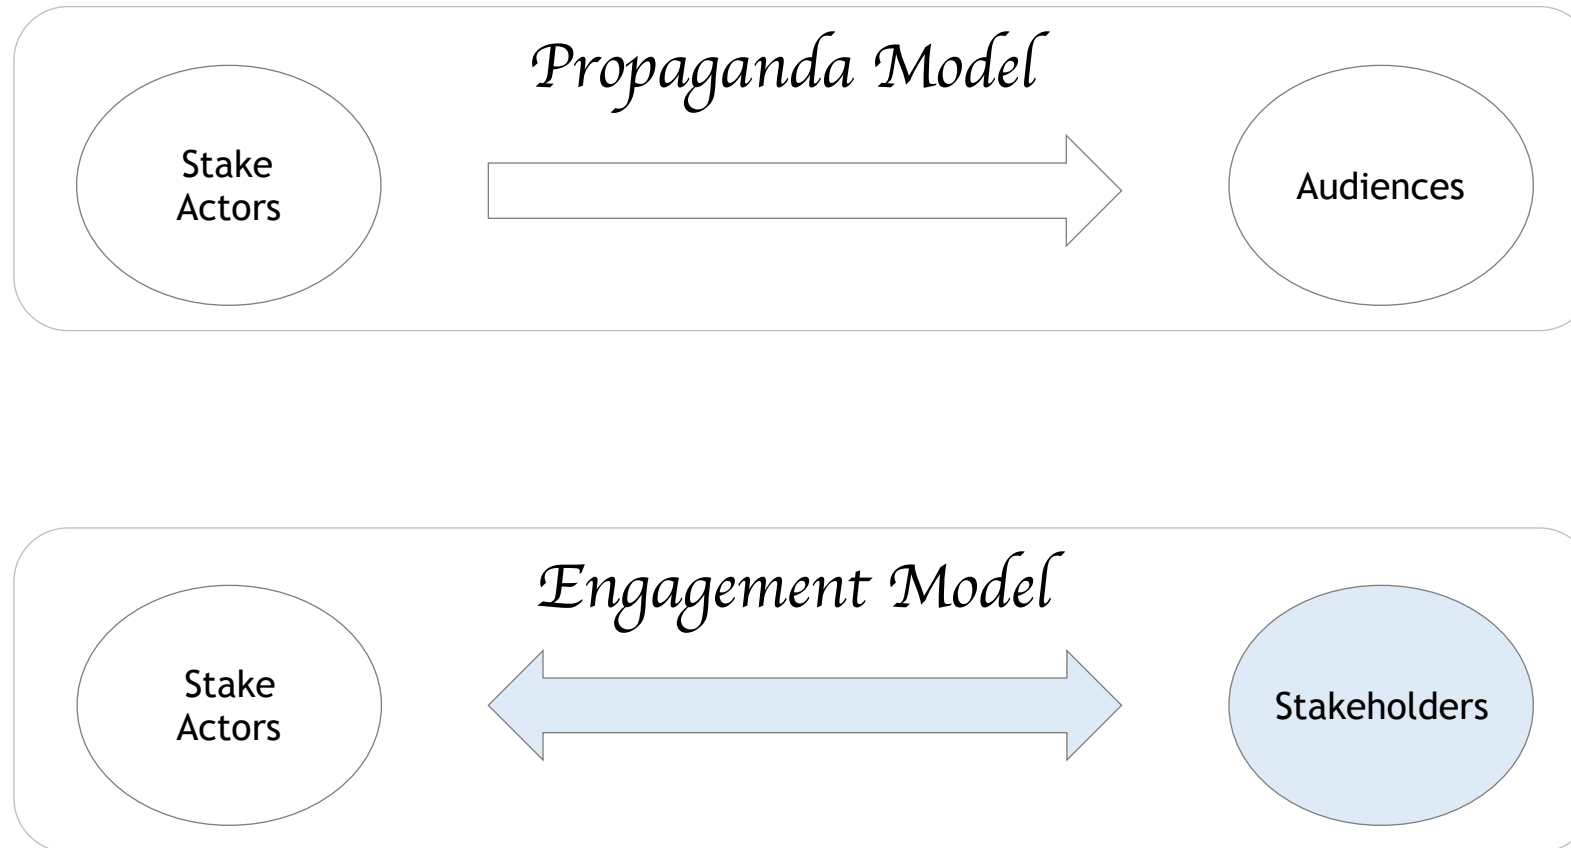 Propaganda Model
Stake
Actors
Audiences
Engagement Model
Stake
Actors
Stakeholders